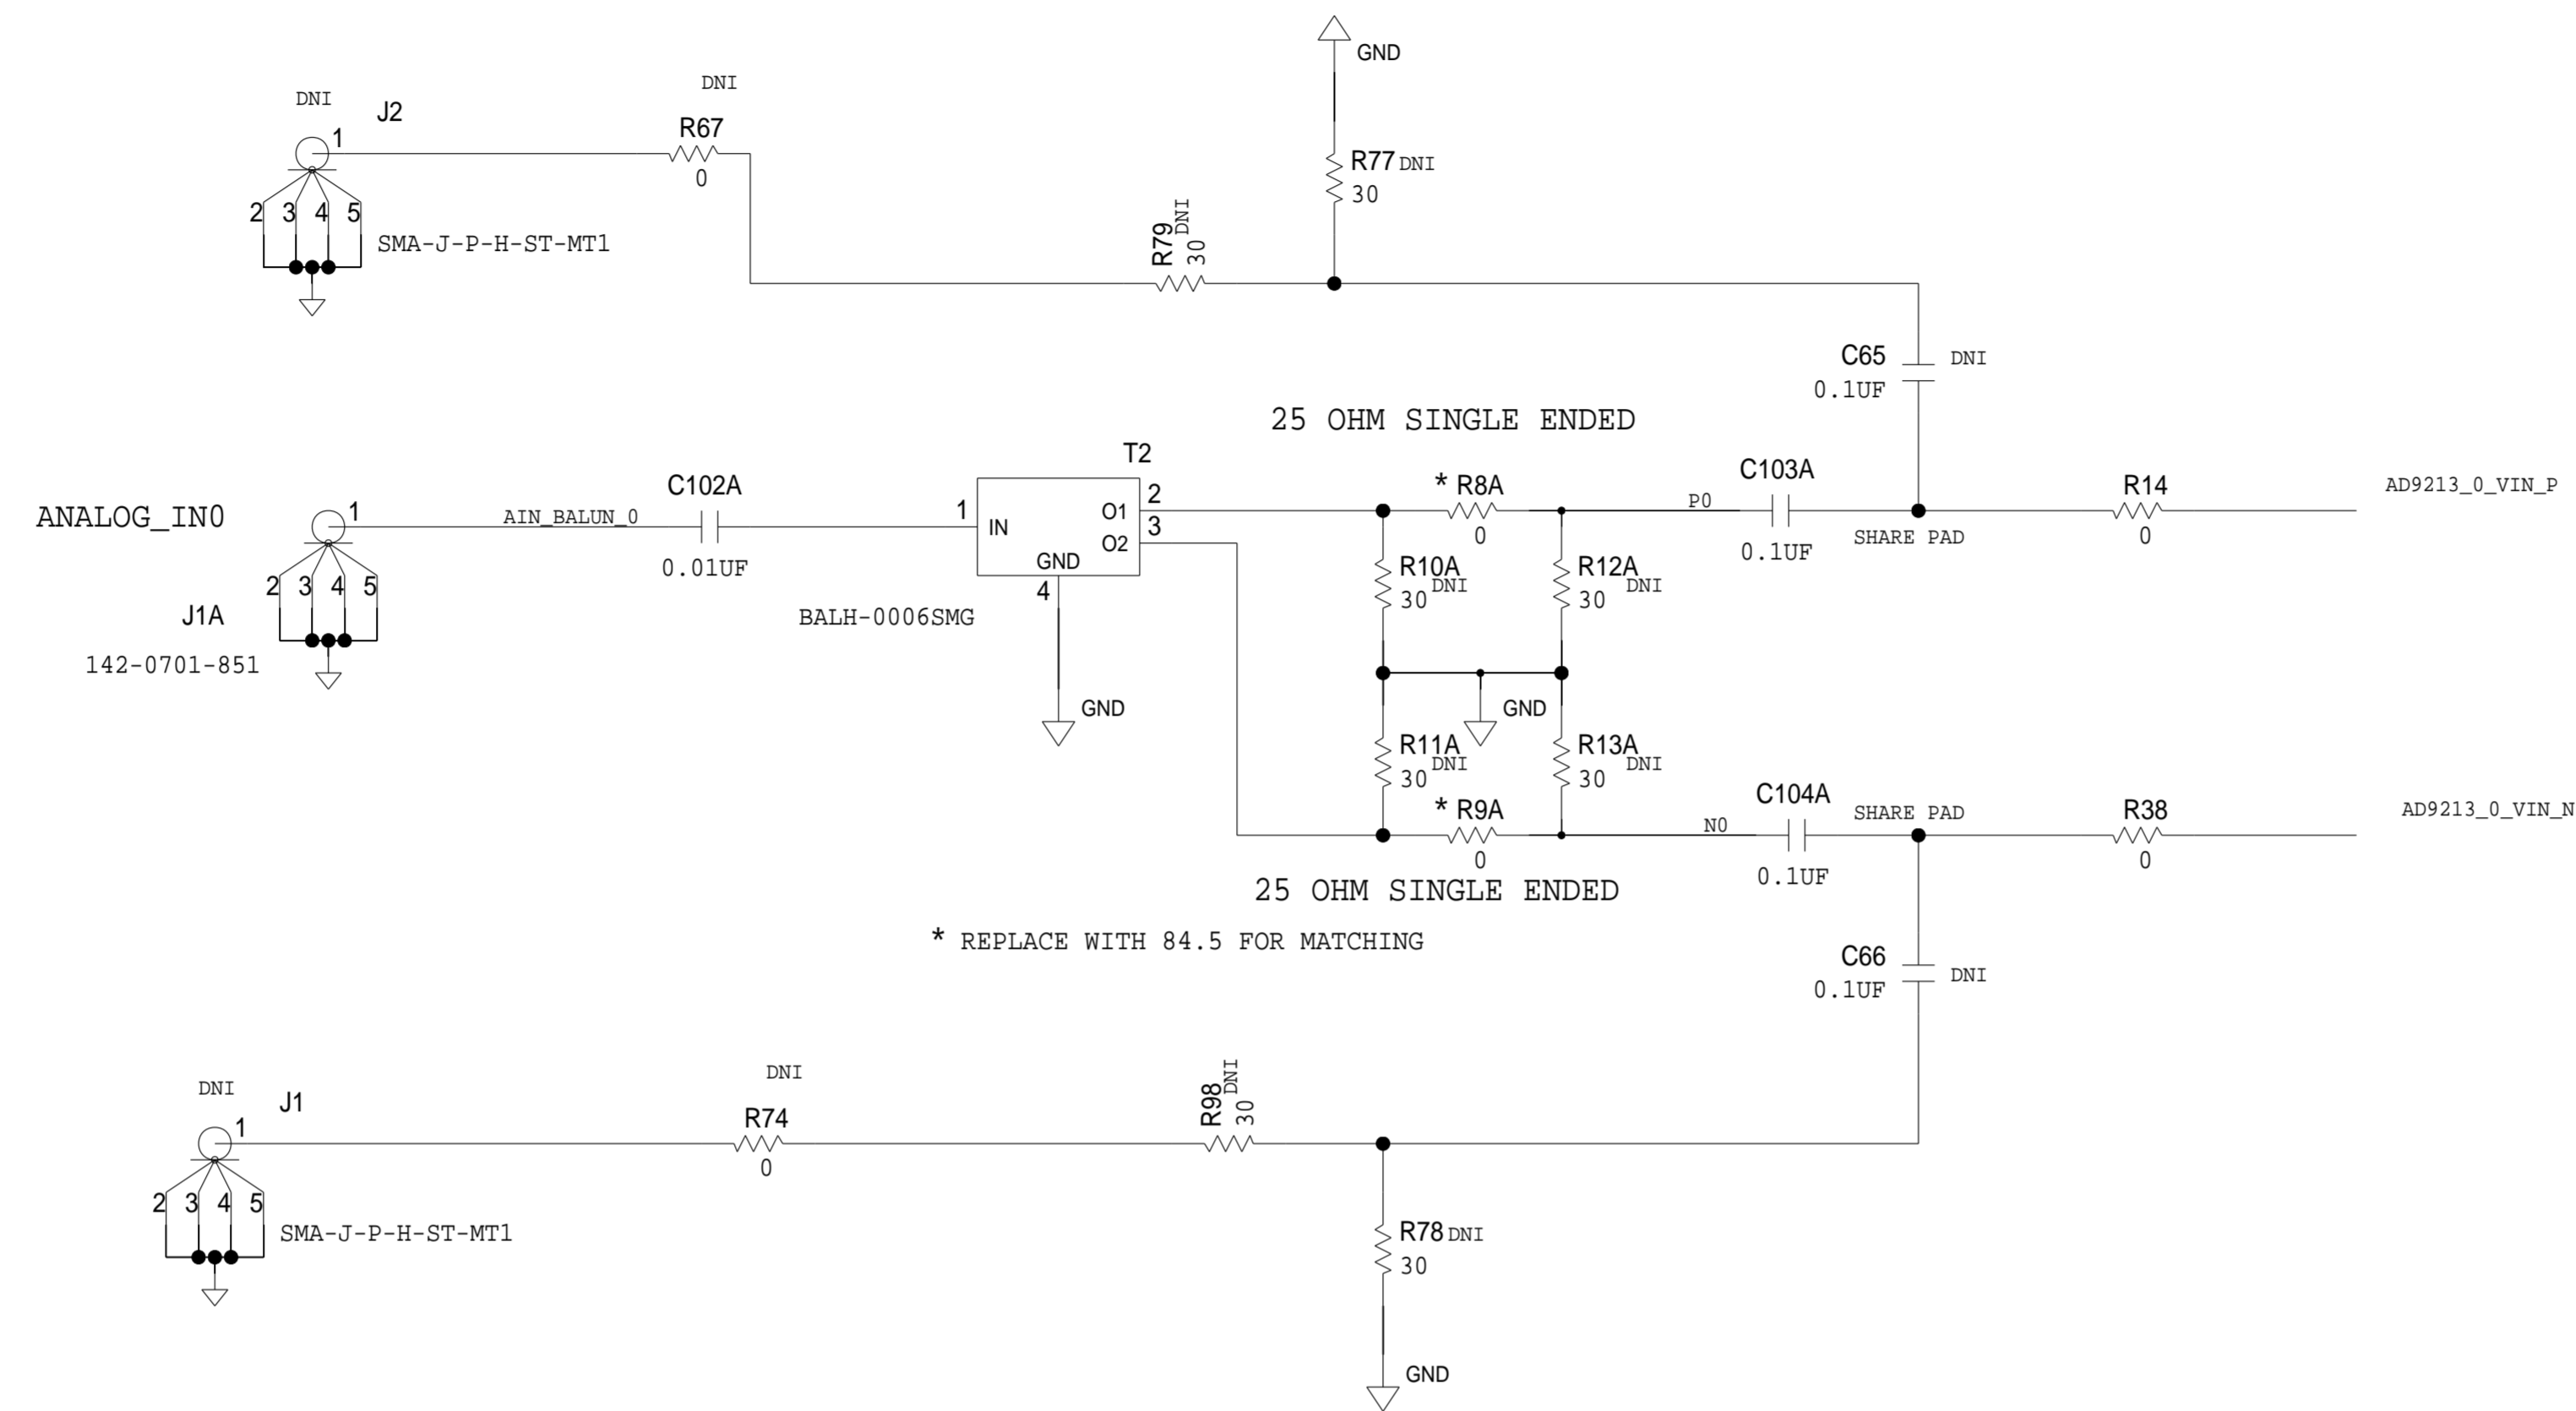 GND
DNI
DNI
J2
1
R67
0
R77 DNI
30
2 3 4 5
SMA-J-P-H-ST-MT1
R79
30
DNI
C65
DNI
0.1UF
25 OHM SINGLE ENDED
T2
ANALOG_IN0
1
AIN_BALUN_0
C102A
0.01UF
1
IN
O1
O2
GND
2
3
4
BALH-0006SMG
GND
* R8A
0
P0
C103A
0.1UF
SHARE PAD
R14
0
AD9213_0_VIN_P
2 3 4 5
J1A
142-0701-851
R10A
30 DNI
R12A
30 DNI
GND
R11A
30 DNI
R13A
30 DNI
* R9A
0
N0
C104A
0.1UF
SHARE PAD
R38
0
AD9213_0_VIN_N
25 OHM SINGLE ENDED
* REPLACE WITH 84.5 FOR MATCHING
C66
DNI
0.1UF
DNI
J1
1
DNI
R74
0
R98
30
DNI
2 3 4 5
SMA-J-P-H-ST-MT1
R78 DNI
30
GND